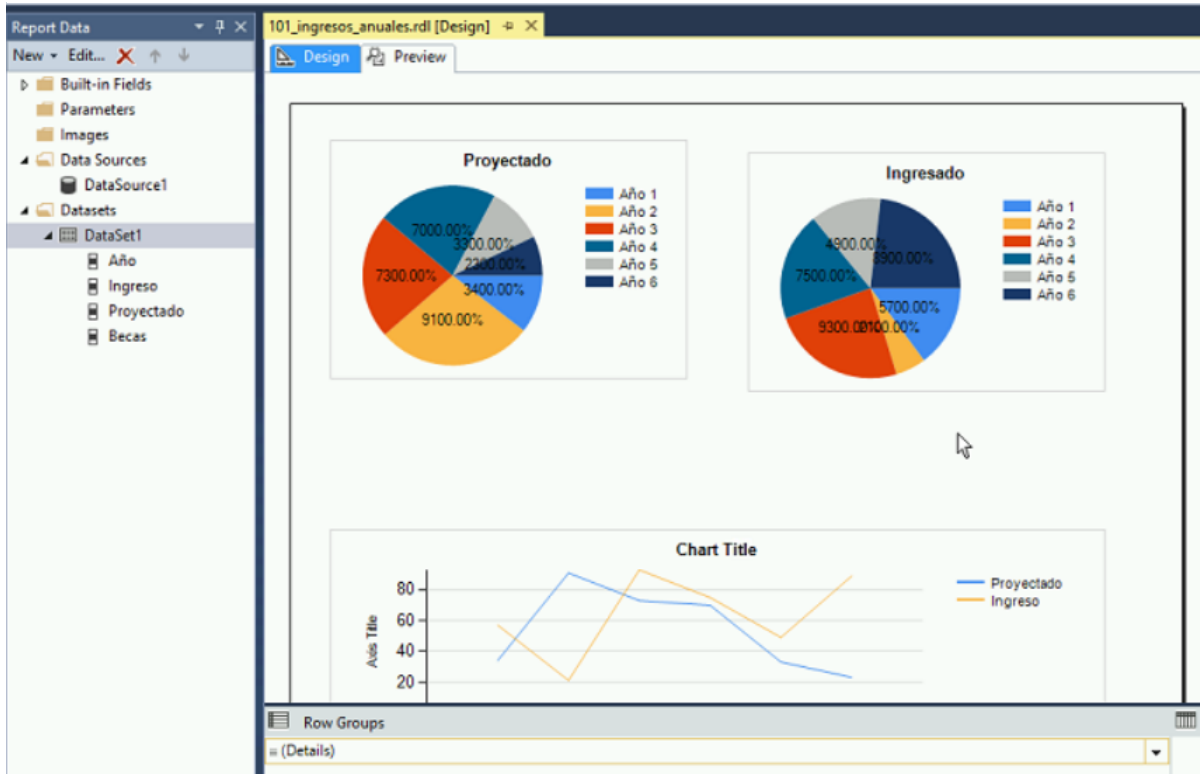 Report Data
New Edit...
Built-in Fields
Parameters
Images
Data Sources
DataSource1
Datasets
DataSet1
Año
Ingreso
Proyectado
Becas
101_ingresos_anuales.rdl [Design]
Design Preview
Proyectado
7000.00%
3300.00%
2300.00%
7300.00%
3400.00%
9100.00%
Año 1
Año 2
Año 3
Año 4
Año 5
Año 6
Ingresado
4900.00%
8900.00%
7500.00%
5700.00%
9300.00%
2100.00%
Año 1
Año 2
Año 3
Año 4
Año 5
Año 6
Chart Title
80
60
40
20
Axis Title
Proyectado
Ingreso
Row Groups
(Details)